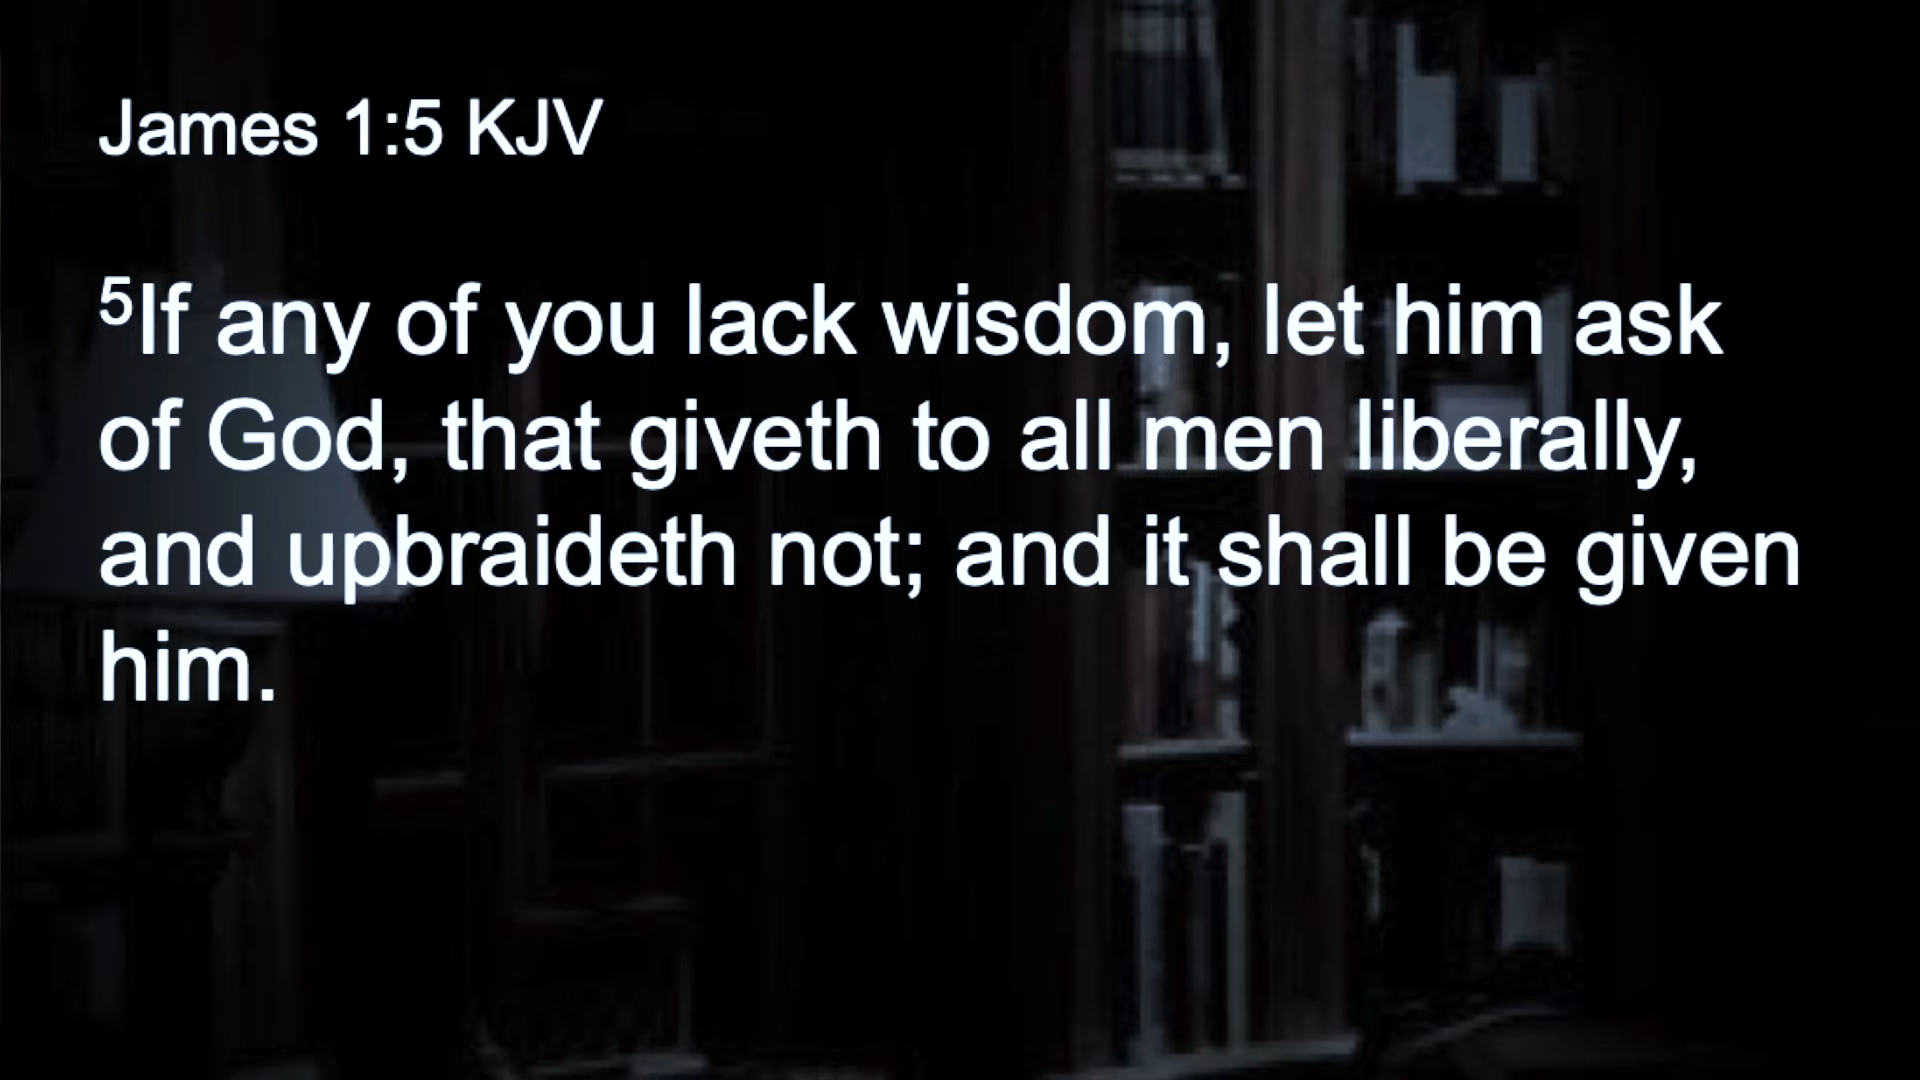 James 1:5 KJV
⁵If any of you lack wisdom, let him ask
of God, that giveth to all men liberally,
and upbraideth not; and it shall be given
him.